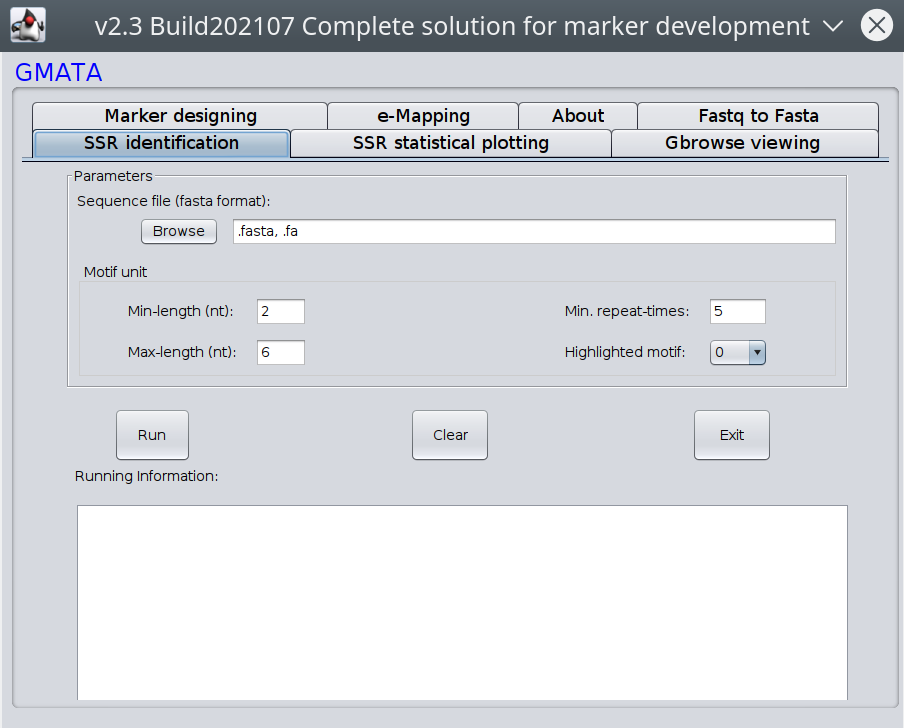 v2.3 Build202107 Complete solution for marker development
GMATA
Marker designing e-Mapping About Fastq to Fasta
SSR identification SSR statistical plotting Gbrowse viewing
Parameters
Sequence file (fasta format):
Browse .fasta, .fa
Motif unit
Min-length (nt): 2 Min. repeat-times: 5
Max-length (nt): 6 Highlighted motif: 0
Run Clear Exit
Running Information: